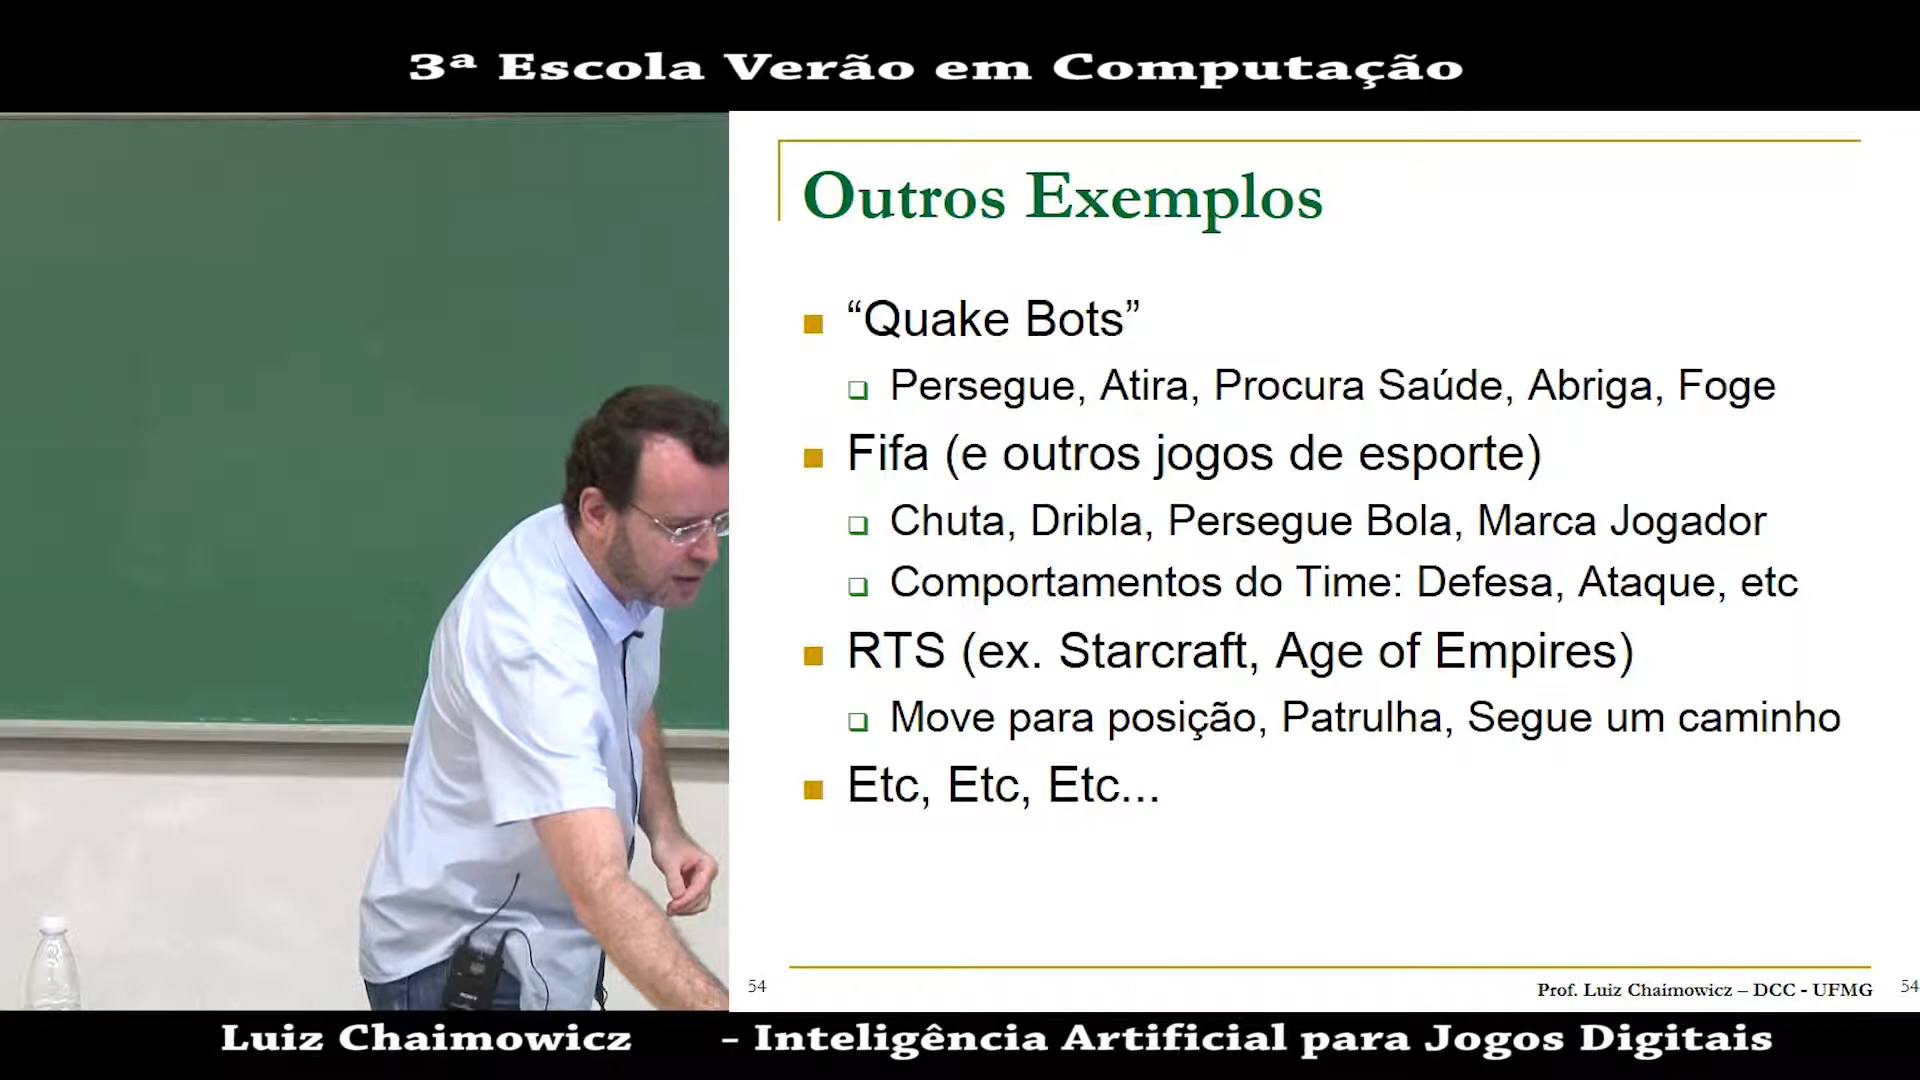 3ª Escola Verão em Computação
Outros Exemplos
“Quake Bots”
Persegue, Atira, Procura Saúde, Abriga, Foge
Fifa (e outros jogos de esporte)
Chuta, Dribla, Persegue Bola, Marca Jogador
Comportamentos do Time: Defesa, Ataque, etc
RTS (ex. Starcraft, Age of Empires)
Move para posição, Patrulha, Segue um caminho
Etc, Etc, Etc...
54
Prof. Luiz Chaimowicz – DCC - UFMG
54
Luiz Chaimowicz - Inteligência Artificial para Jogos Digitais